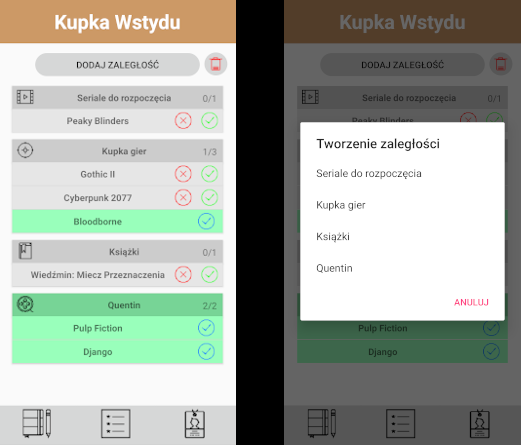 Kupka Wstydu
DODAJ ZALEGŁOŚĆ
Seriale do rozpoczęcia 0/1
Peaky Blinders
Kupka gier 1/3
Gothic II
Cyberpunk 2077
Bloodborne
Książki 0/1
Wiedźmin: Miecz Przeznaczenia
Quentin 2/2
Pulp Fiction
Django
Kupka Wstydu
DODAJ ZALEGŁOŚĆ
Seriale do rozpoczęcia 0/1
Peaky Blinders
Tworzenie zaległości
Seriale do rozpoczęcia
Kupka gier
Książki
Quentin
ANULUJ
Pulp Fiction
Django